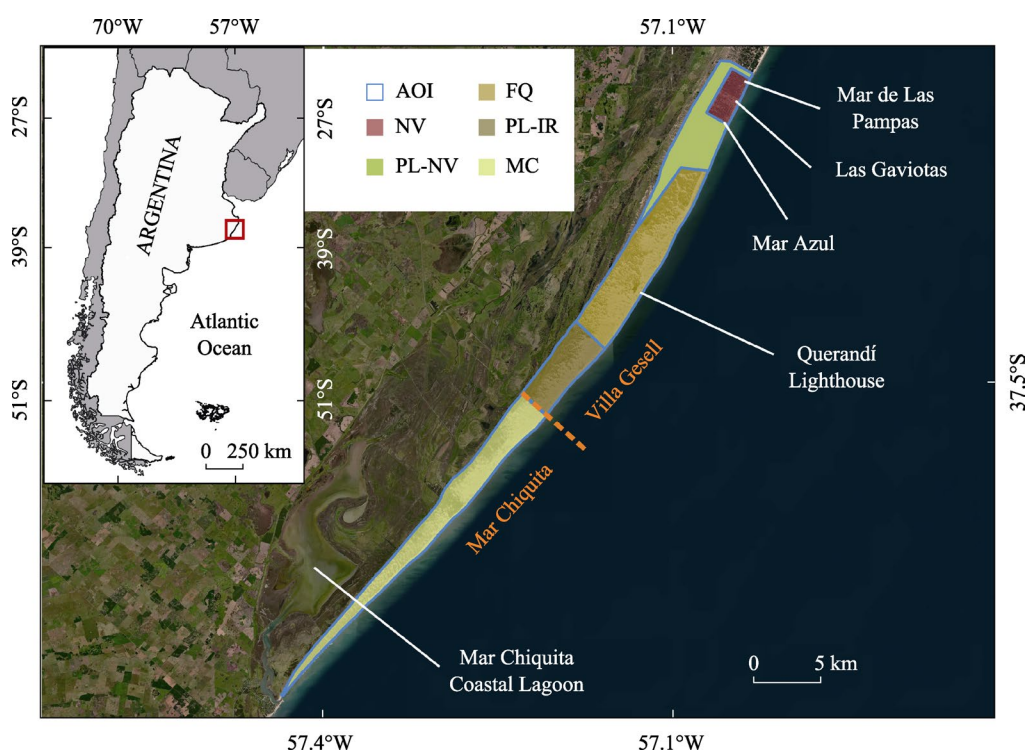 70°W
57°W
57.1°W
27°S
39°S
51°S
ARGENTINA
Atlantic
Ocean
0
250 km
AOI
NV
PL-NV
FQ
PL-IR
MC
27°S
39°S
51°S
Mar de Las
Pampas
Las Gaviotas
Mar Azul
Querandí
Lighthouse
37.5°S
Villa Gesell
Mar Chiquita
Mar Chiquita
Coastal Lagoon
0
5 km
57.4°W
57.1°W